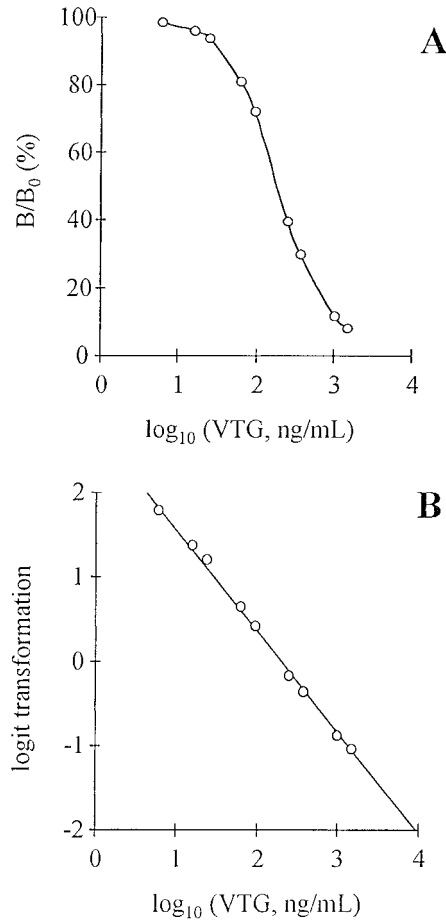 A
100
80
60
40
20
0
B/B₀ (%)
0 1 2 3 4
log₁₀ (VTG, ng/mL)
B
2
1
0
-1
-2
logit transformation
0 1 2 3 4
log₁₀ (VTG, ng/mL)